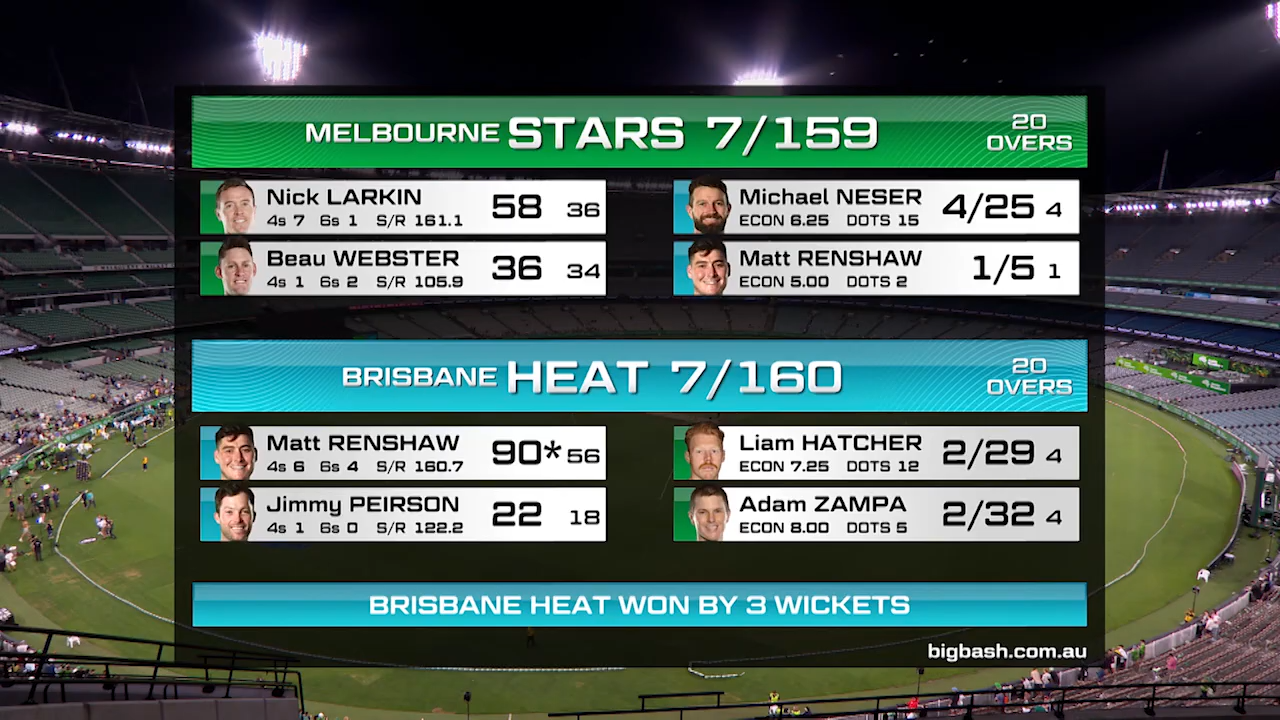 MELBOURNE STARS 7/159 20 OVERS
Nick LARKIN 58 36
4s 7 6s 1 S/R 161.1
Michael NESER 4/25 4
ECON 6.25 DOTS 15
Beau WEBSTER 36 34
4s 1 6s 2 S/R 105.9
Matt RENSHAW 1/5 1
ECON 5.00 DOTS 2
BRISBANE HEAT 7/160 20 OVERS
Matt RENSHAW 90* 56
4s 6 6s 4 S/R 160.7
Liam HATCHER 2/29 4
ECON 7.25 DOTS 12
Jimmy PEIRSON 22 18
4s 1 6s 0 S/R 122.2
Adam ZAMPA 2/32 4
ECON 8.00 DOTS 5
BRISBANE HEAT WON BY 3 WICKETS
bigbash.com.au